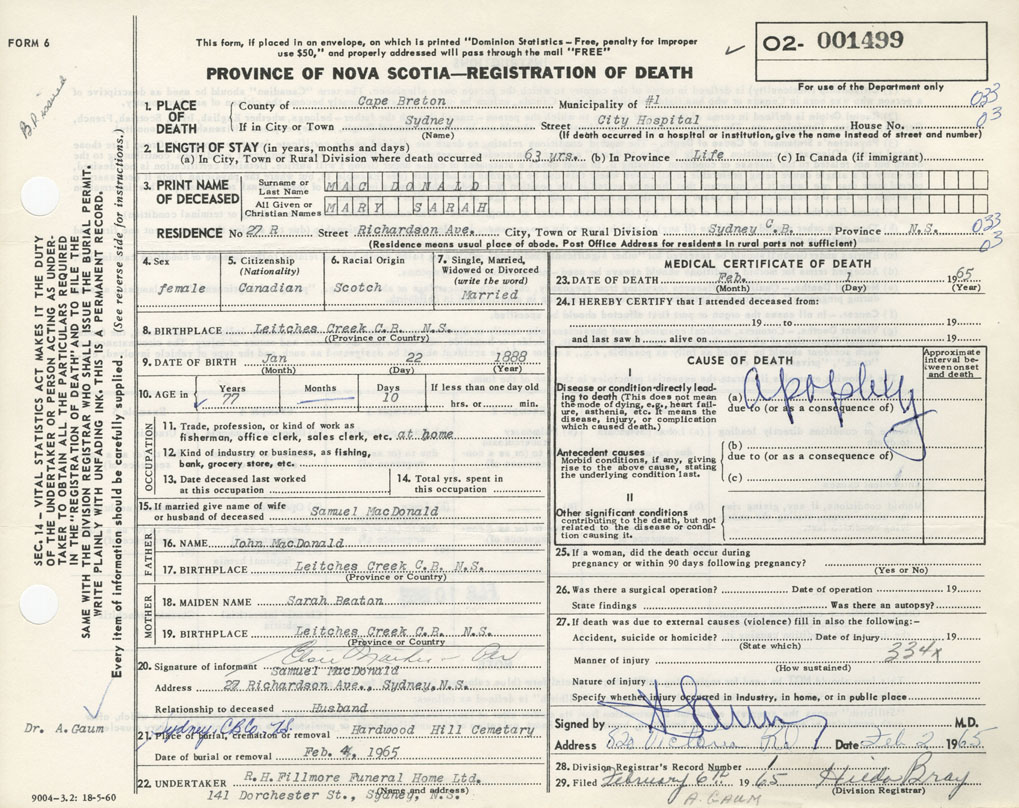 FORM 6
This form, if placed in an envelope, on which is printed "Dominion Statistics – Free, penalty for improper
use $50," and properly addressed will pass through the mail "FREE"
PROVINCE OF NOVA SCOTIA—REGISTRATION OF DEATH
02- 001499
For use of the Department only
SEC. 14 – VITAL STATISTICS ACT MAKES IT THE DUTY
OF THE UNDERTAKER OR PERSON ACTING AS UNDER-
TAKER TO OBTAIN ALL THE PARTICULARS REQUIRED
IN THE "REGISTRATION OF DEATH" AND TO FILE THE
SAME WITH THE DIVISION REGISTRAR WHO SHALL ISSUE THE BURIAL PERMIT.
WRITE PLAINLY WITH UNFADING INK. THIS IS A PERMANENT RECORD.
Every item of information should be carefully supplied. (See reverse side for instructions.)
1. PLACE OF DEATH
County of Cape Breton Municipality of #1 033
If in City or Town Sydney Street City Hospital House No. 03
(Name) (If death occurred in a hospital or institution, give the name instead of street and number)
2. LENGTH OF STAY (in years, months and days)
(a) In City, Town or Rural Division where death occurred 63 yrs. (b) In Province Life (c) In Canada (if immigrant)
3. PRINT NAME OF DECEASED
Surname or Last Name MAC DONALD
All Given or Christian Names MARY SARAH
RESIDENCE No 27 R Street Richardson Ave. City, Town or Rural Division Sydney C.B. Province N.S. 033
03
(Residence means usual place of abode. Post Office Address for residents in rural parts not sufficient)
4. Sex
female
5. Citizenship
(Nationality)
Canadian
6. Racial Origin
Scotch
7. Single, Married,
Widowed or Divorced
(write the word)
Married
8. BIRTHPLACE Leitches Creek C.B. N.S.
((Province or Country)
9. DATE OF BIRTH Jan 22 1888
(Month) (Day) (Year)
10. AGE in
Years Months Days If less than one day old
77 10 hrs. or min.
OCCUPATION
11. Trade, profession, or kind of work as
fisherman, office clerk, sales clerk, etc. at home
12. Kind of industry or business, as fishing,
bank, grocery store, etc.
13. Date deceased last worked
at this occupation
14. Total yrs. spent in
this occupation
15. If married give name of wife
or husband of deceased Samuel MacDonald
FATHER
16. NAME John MacDonald
17. BIRTHPLACE Leitches Creek C.B. N.S.
(Province or Country)
MOTHER
18. MAIDEN NAME Sarah Beaton
19. BIRTHPLACE Leitches Creek C.B. N.S.
(Province or Country)
20. Signature of informant
Samuel MacDonald
Address 27 Richardson Ave., Sydney, N.S.
Relationship to deceased Husband
Sydney, C.B. Co.
21. Place of burial, cremation or removal Hardwood Hill Cemetary
Date of burial or removal Feb. 4, 1965
22. UNDERTAKER R.H. Fillmore Funeral Home Ltd.
(Name and address)
141 Dorchester St., Sydney, N.S.
Dr. A. Gaum
9004-3.2: 18-5-60
MEDICAL CERTIFICATE OF DEATH
23. DATE OF DEATH Feb. 1 1965
(Month) (Day) (Year)
24. I HEREBY CERTIFY that I attended deceased from:
19 to 19
and last saw h alive on 19
CAUSE OF DEATH
Approximate
interval be-
tween onset
and death
I
Disease or condition directly lead-
ing to death (This does not mean
the mode of dying, e.g., heart fail-
ure, asthenia, etc. It means the
disease, injury, or complication
which caused death.)
(a) apoplexy
due to (or as a consequence of)
Antecedent causes
Morbid conditions, if any, giving
rise to the above cause, stating
the underlying condition last.
(b)
due to (or as a consequence of)
(c)
II
Other significant conditions
contributing to the death, but not
related to the disease or condi-
tion causing it.
25. If a woman, did the death occur during
pregnancy or within 90 days following pregnancy?
(Yes or No)
26. Was there a surgical operation? Date of operation 19
State findings Was there an autopsy?
27. If death was due to external causes (violence) fill in also the following:–
Accident, suicide or homicide? Date of injury 19
(State which)
334x
Manner of injury
(How sustained)
Nature of injury
Specify whether injury occurred in Industry, in home, or in public place
Signed by A Gaum M.D.
Address Victoria Rd Date Feb 2 1965
28. Division Registrar's Record Number 1
29. Filed February 6th 1965 Hilda Bray
(Division Registrar)
A. GAUM